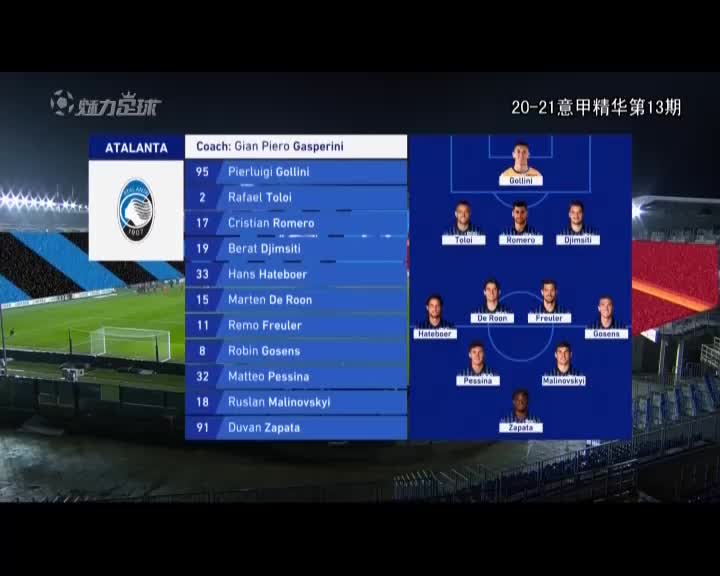 魅力足球
20-21意甲精华第13期
ATALANTA
Coach: Gian Piero Gasperini
ATALANTA
1907
95 Pierluigi Gollini
2 Rafael Toloi
17 Cristian Romero
19 Berat Djimsiti
33 Hans Hateboer
15 Marten De Roon
11 Remo Freuler
8 Robin Gosens
32 Matteo Pessina
18 Ruslan Malinovskyi
91 Duvan Zapata
Gollini
Toloi Romero Djimsiti
De Roon Freuler
Hateboer Gosens
Pessina Malinovskyi
Zapata